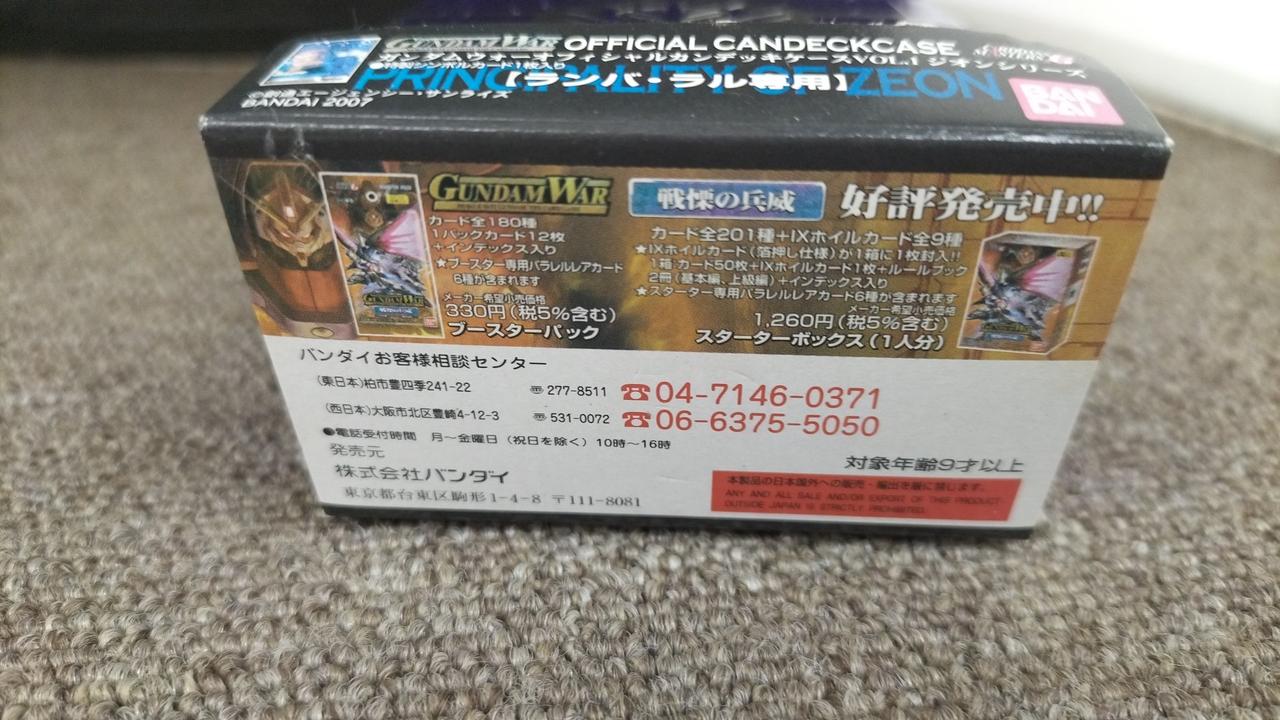 GUNDAM WAR OFFICIAL CANDECKCASE
ガンダムウォーオフィシャルカンデッキケースVOL.1 ジオンシリーズ
●特製シンボルカード1枚入り
PRINCIPALITY OF ZEON
【ランバ・ラル専用】
©創通エージェンシー・サンライズ
BANDAI 2007
BAN
DAI
GUNDAM WAR
カード全180種
1パックカード12枚
+インデックス入り
★ブースター専用パラレルレアカード
6種が含まれます
メーカー希望小売価格
330円(税5%含む)
ブースターパック
戦慄の兵威 好評発売中!!
カード全201種+IXホイルカード全9種
★IXホイルカード(箔押し仕様)が1箱に1枚封入!!
1箱:カード50枚+IXホイルカード1枚+ルールブック
2冊(基本編、上級編)+インデックス入り
★スターター専用パラレルレアカード6種が含まれます
メーカー希望小売価格
1,260円(税5%含む)
スターターボックス(1人分)
バンダイお客様相談センター
(東日本)柏市豊四季241-22 〒277-8511 ☎04-7146-0371
(西日本)大阪市北区豊崎4-12-3 〒531-0072 ☎06-6375-5050
●電話受付時間 月~金曜日(祝日を除く)10時~16時
発売元
株式会社バンダイ
東京都台東区駒形1-4-8 〒111-8081
対象年齢9才以上
本製品の日本国外への販売・輸出を厳に禁じます。
ANY AND ALL SALE AND/OR EXPORT OF THIS PRODUCT
OUTSIDE JAPAN IS STRICTLY PROHIBITED.